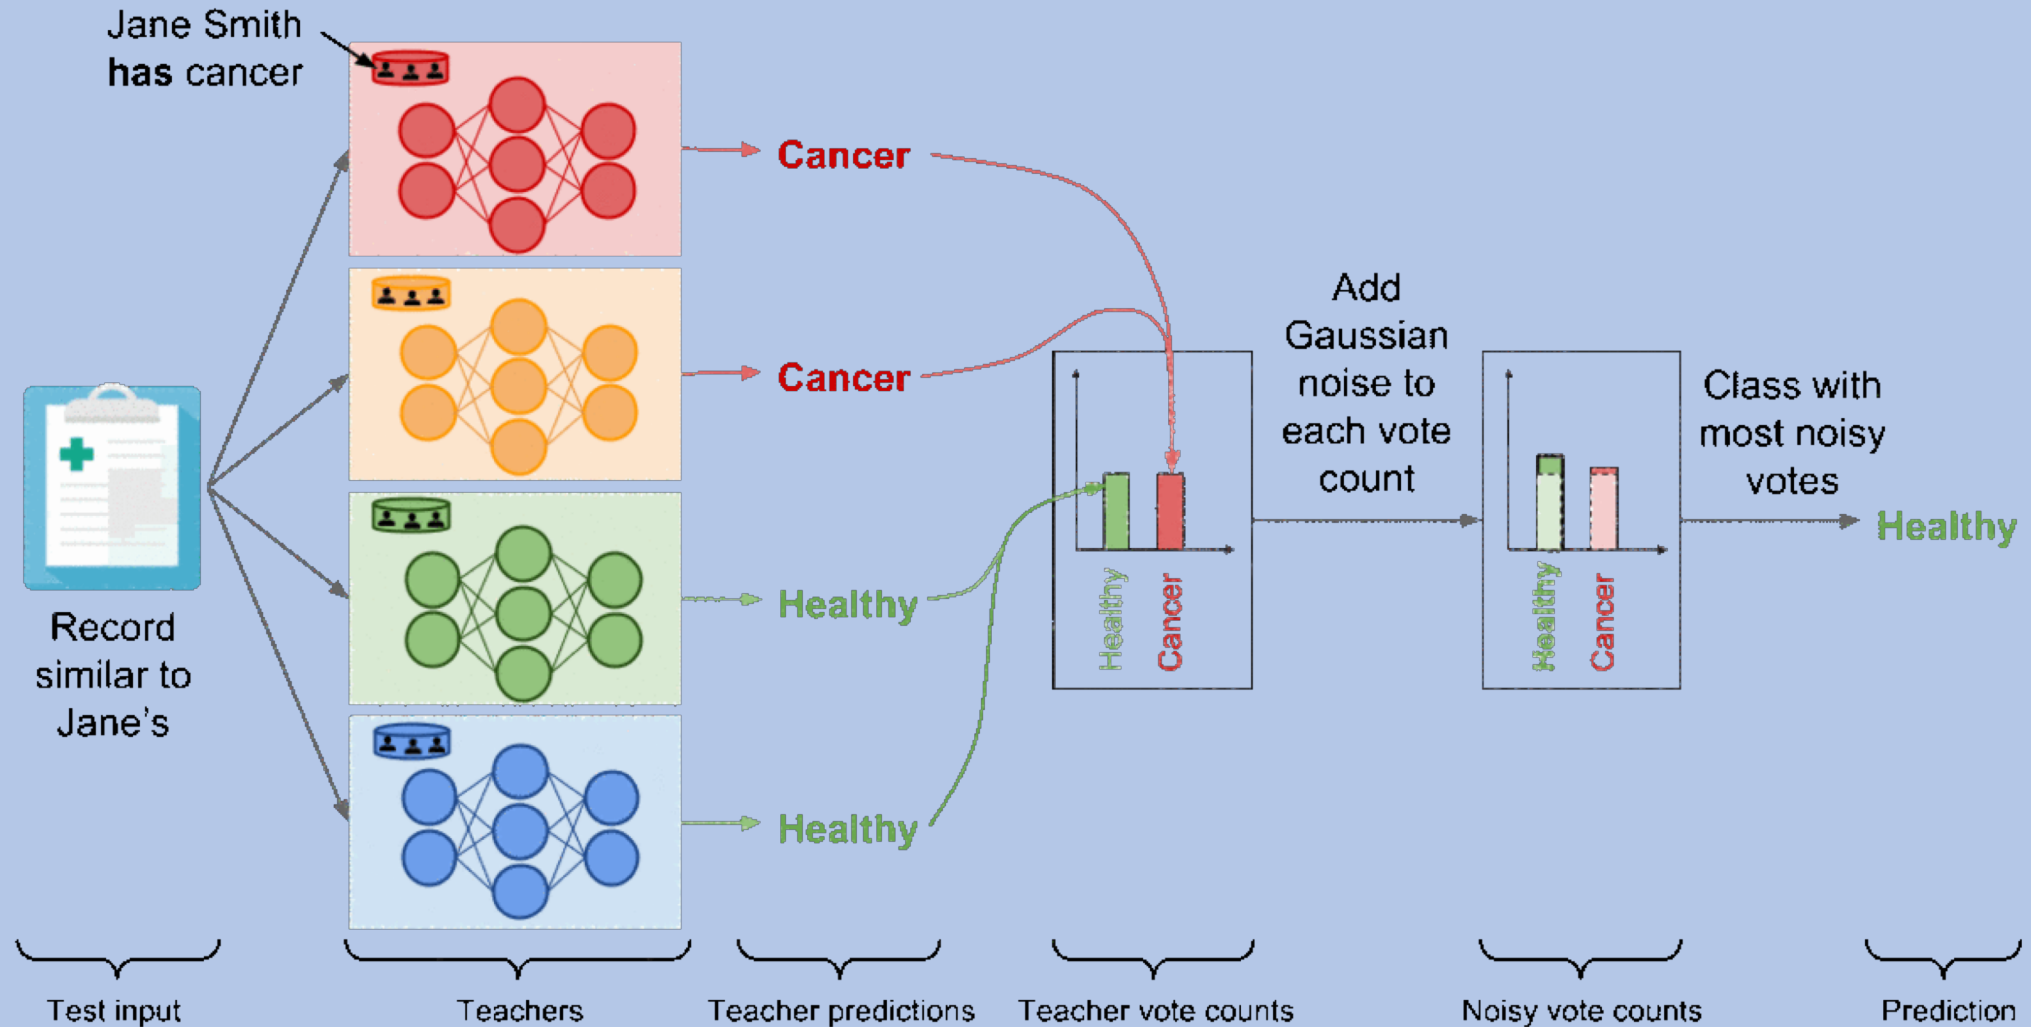 Jane Smith
has cancer
Record
similar to
Jane's
Cancer
Cancer
Healthy
Healthy
Healthy
Cancer
Add
Gaussian
noise to
each vote
count
Healthy
Cancer
Class with
most noisy
votes
Healthy
Test input
Teachers
Teacher predictions
Teacher vote counts
Noisy vote counts
Prediction